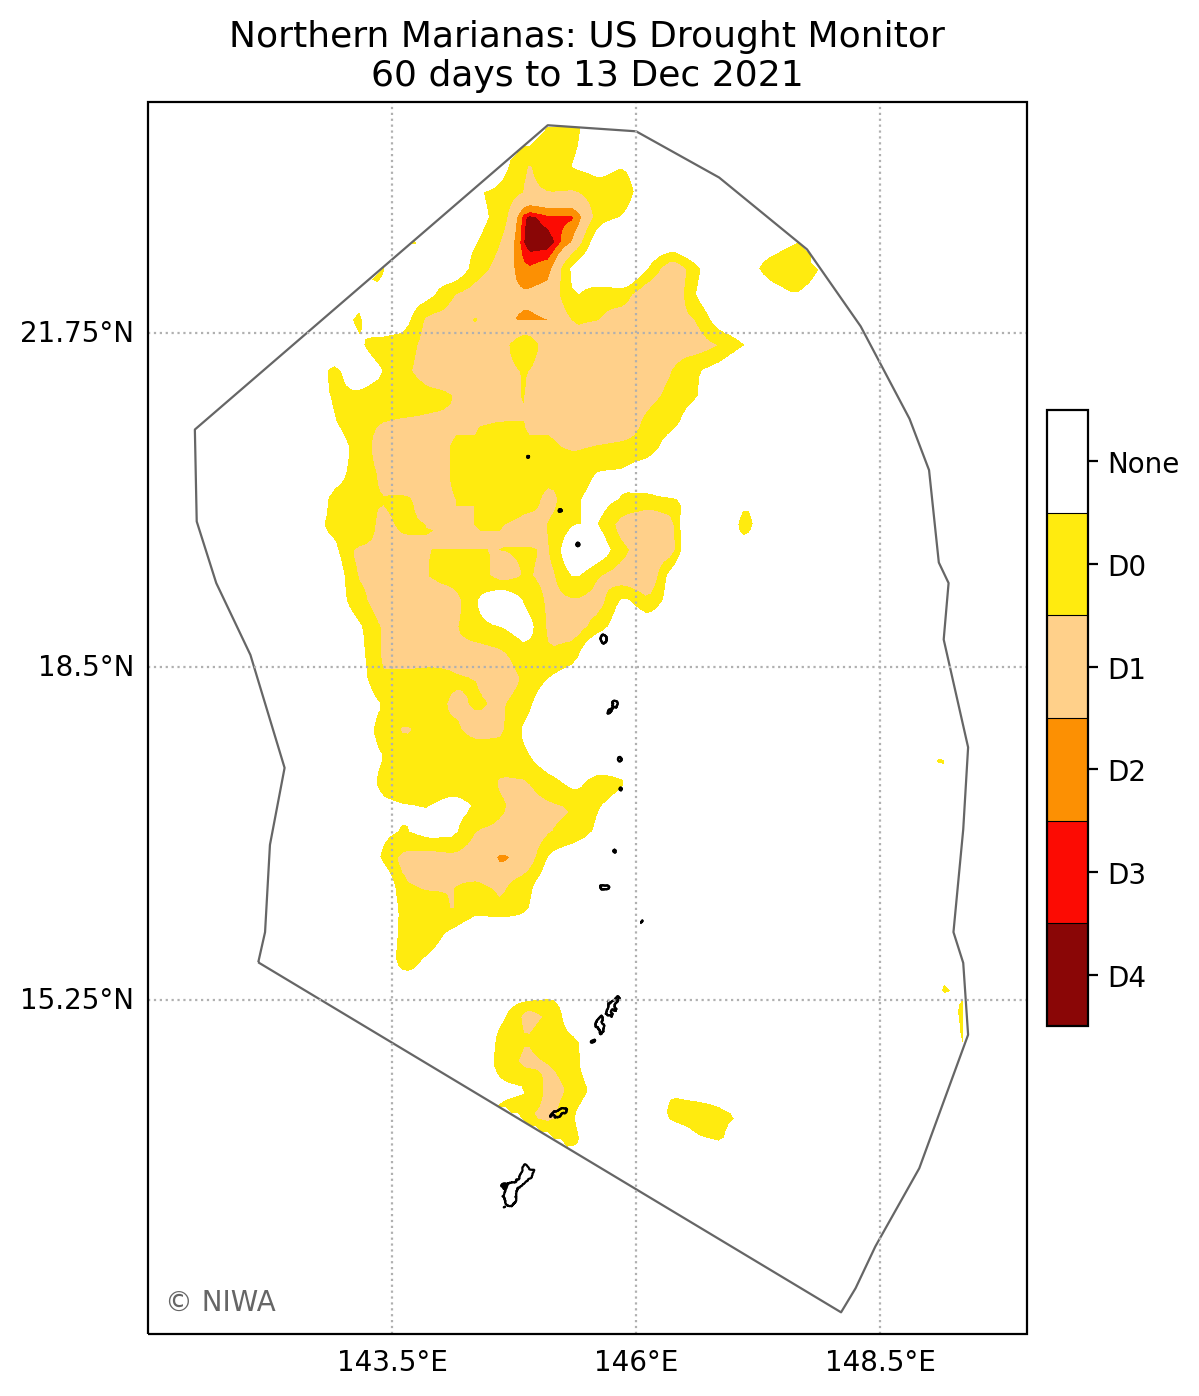 Northern Marianas: US Drought Monitor
60 days to 13 Dec 2021
21.75°N
18.5°N
15.25°N
143.5°E
146°E
148.5°E
None
D0
D1
D2
D3
D4
© NIWA